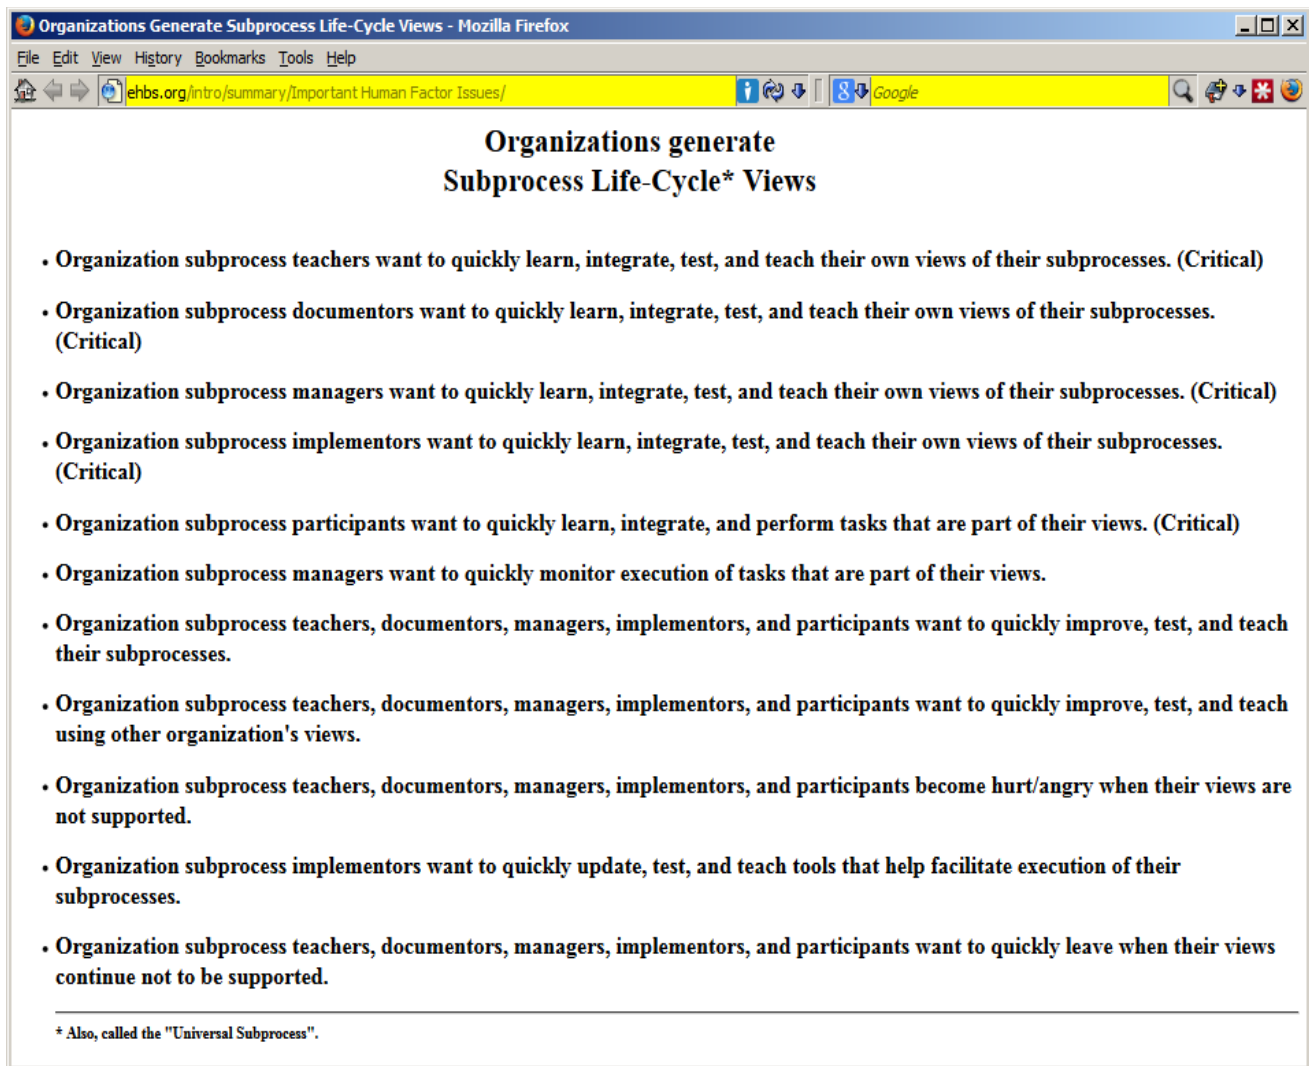 Organizations Generate Subprocess Life-Cycle Views - Mozilla Firefox
File Edit View History Bookmarks Tools Help
ehbs.org/intro/summary/Important Human Factor Issues/ i 8 Google
Organizations generate
Subprocess Life-Cycle* Views
• Organization subprocess teachers want to quickly learn, integrate, test, and teach their own views of their subprocesses. (Critical)
• Organization subprocess documentors want to quickly learn, integrate, test, and teach their own views of their subprocesses.
(Critical)
• Organization subprocess managers want to quickly learn, integrate, test, and teach their own views of their subprocesses. (Critical)
• Organization subprocess implementors want to quickly learn, integrate, test, and teach their own views of their subprocesses.
(Critical)
• Organization subprocess participants want to quickly learn, integrate, and perform tasks that are part of their views. (Critical)
• Organization subprocess managers want to quickly monitor execution of tasks that are part of their views.
• Organization subprocess teachers, documentors, managers, implementors, and participants want to quickly improve, test, and teach
their subprocesses.
• Organization subprocess teachers, documentors, managers, implementors, and participants want to quickly improve, test, and teach
using other organization's views.
• Organization subprocess teachers, documentors, managers, implementors, and participants become hurt/angry when their views are
not supported.
• Organization subprocess implementors want to quickly update, test, and teach tools that help facilitate execution of their
subprocesses.
• Organization subprocess teachers, documentors, managers, implementors, and participants want to quickly leave when their views
continue not to be supported.
* Also, called the "Universal Subprocess".